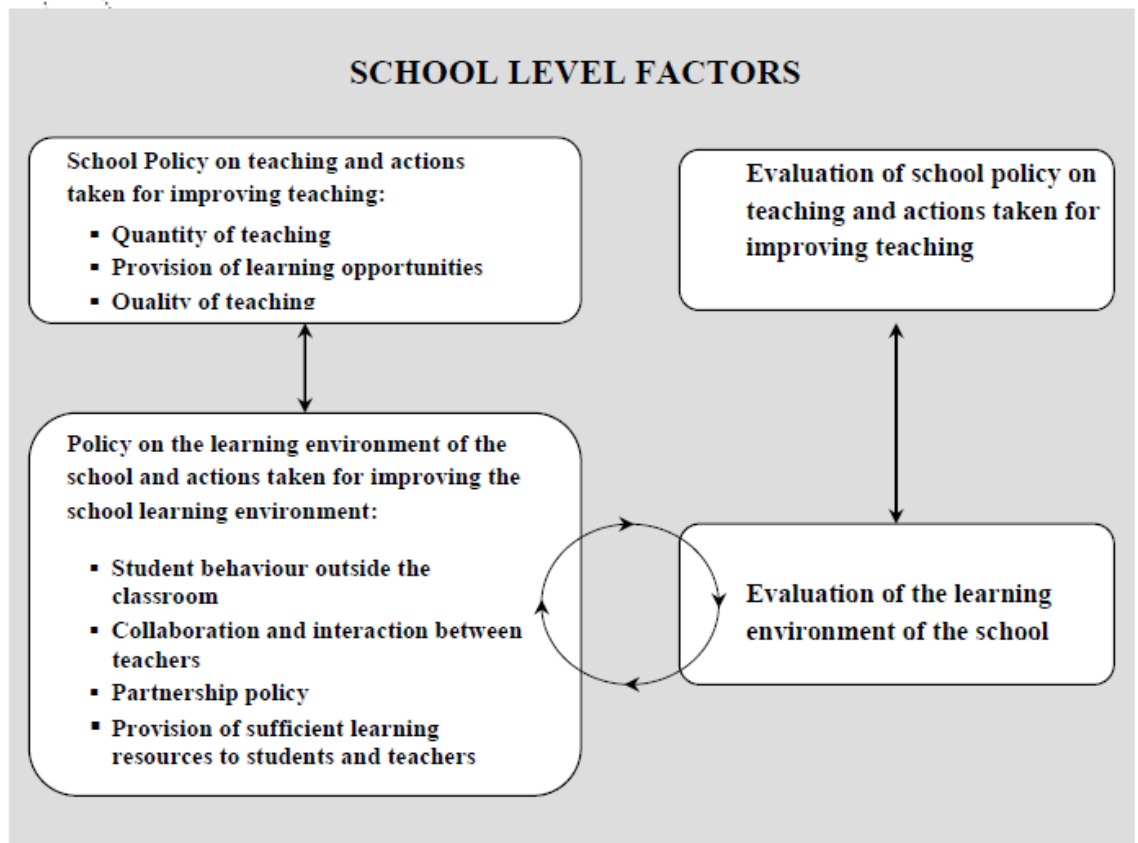 SCHOOL LEVEL FACTORS
School Policy on teaching and actions
taken for improving teaching:
▪ Quantity of teaching
▪ Provision of learning opportunities
▪ Quality of teaching
Evaluation of school policy on
teaching and actions taken for
improving teaching
Policy on the learning environment of the
school and actions taken for improving the
school learning environment:
▪ Student behaviour outside the
classroom
▪ Collaboration and interaction between
teachers
▪ Partnership policy
▪ Provision of sufficient learning
resources to students and teachers
Evaluation of the learning
environment of the school